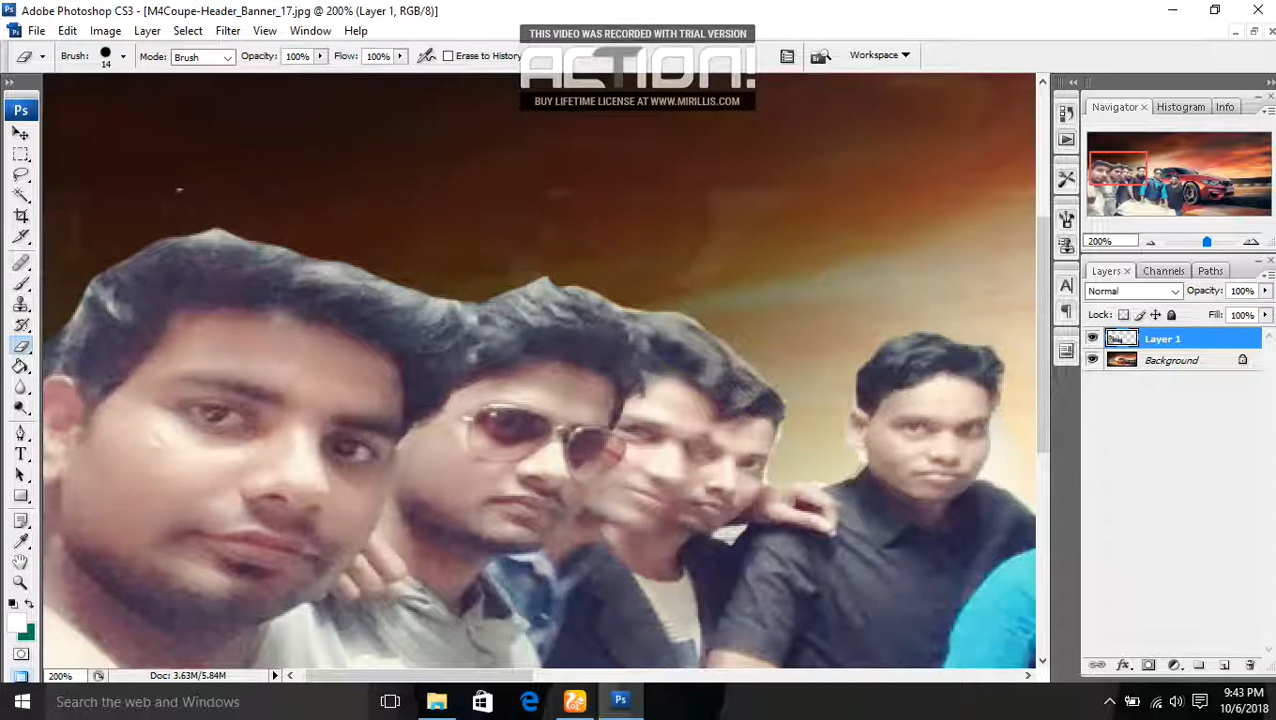 Adobe Photoshop CS3 - [M4Coupe-Header_Banner_17.jpg @ 200% (Layer 1, RGB/8)]
File Edit Image Layer Select Filter View Window Help
THIS VIDEO WAS RECORDED WITH TRIAL VERSION
ACTION!
BUY LIFETIME LICENSE AT WWW.MIRILLIS.COM
Brush: 14 Mode: Brush Opacity: 100% Flow: 100% Erase to History Workspace
Ps
Navigator Histogram Info
200%
Layers Channels Paths
Normal Opacity: 100%
Lock: Fill: 100%
Layer 1
Background
200% Doc: 3.63M/5.84M
Search the web and Windows
Ps
9:43 PM
10/6/2018